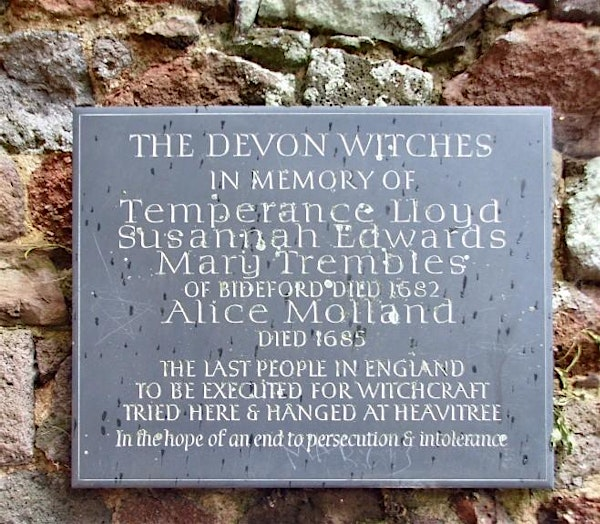 THE DEVON WITCHES
IN MEMORY OF
Temperance Lloyd
Susannah Edwards
Mary Trembles
OF BIDEFORD DIED 1682
Alice Molland
DIED 1685
THE LAST PEOPLE IN ENGLAND
TO BE EXECUTED FOR WITCHCRAFT
TRIED HERE & HANGED AT HEAVITREE
In the hope of an end to persecution & intolerance